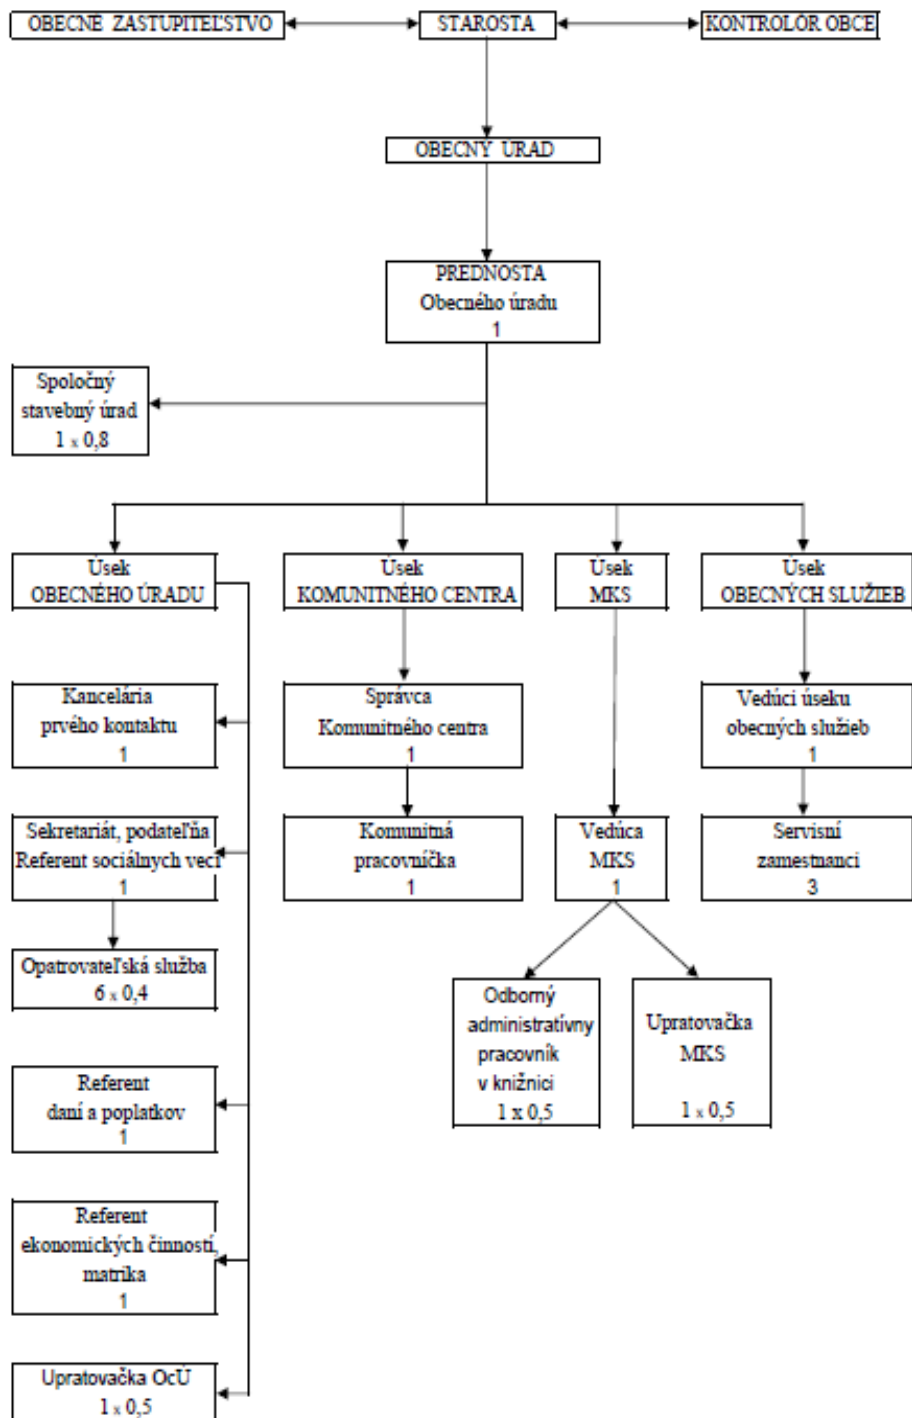 OBECNÉ ZASTUPITEĽSTVO
STAROSTA
KONTROLÓR OBCE
OBECNÝ ÚRAD
PREDNOSTA
Obecného úradu
1
Spoločný
stavebný úrad
1 x 0,8
Úsek
OBECNÉHO ÚRADU
Úsek
KOMUNITNÉHO CENTRA
Úsek
MKS
Úsek
OBECNÝCH SLUŽIEB
Kancelária
prvého kontaktu
1
Správca
Komunitného centra
1
Vedúci úseku
obecných služieb
1
Sekretariát, podateľňa
Referent sociálnych vecí
1
Komunitná
pracovníčka
1
Vedúca
MKS
1
Servisní
zamestnanci
3
Opatrovateľská služba
6 x 0,4
Odborný
administratívny
pracovník
v knižnici
1 x 0,5
Upratovačka
MKS
1 x 0,5
Referent
daní a poplatkov
1
Referent
ekonomických činností,
matrika
1
Upratovačka OcÚ
1 x 0,5